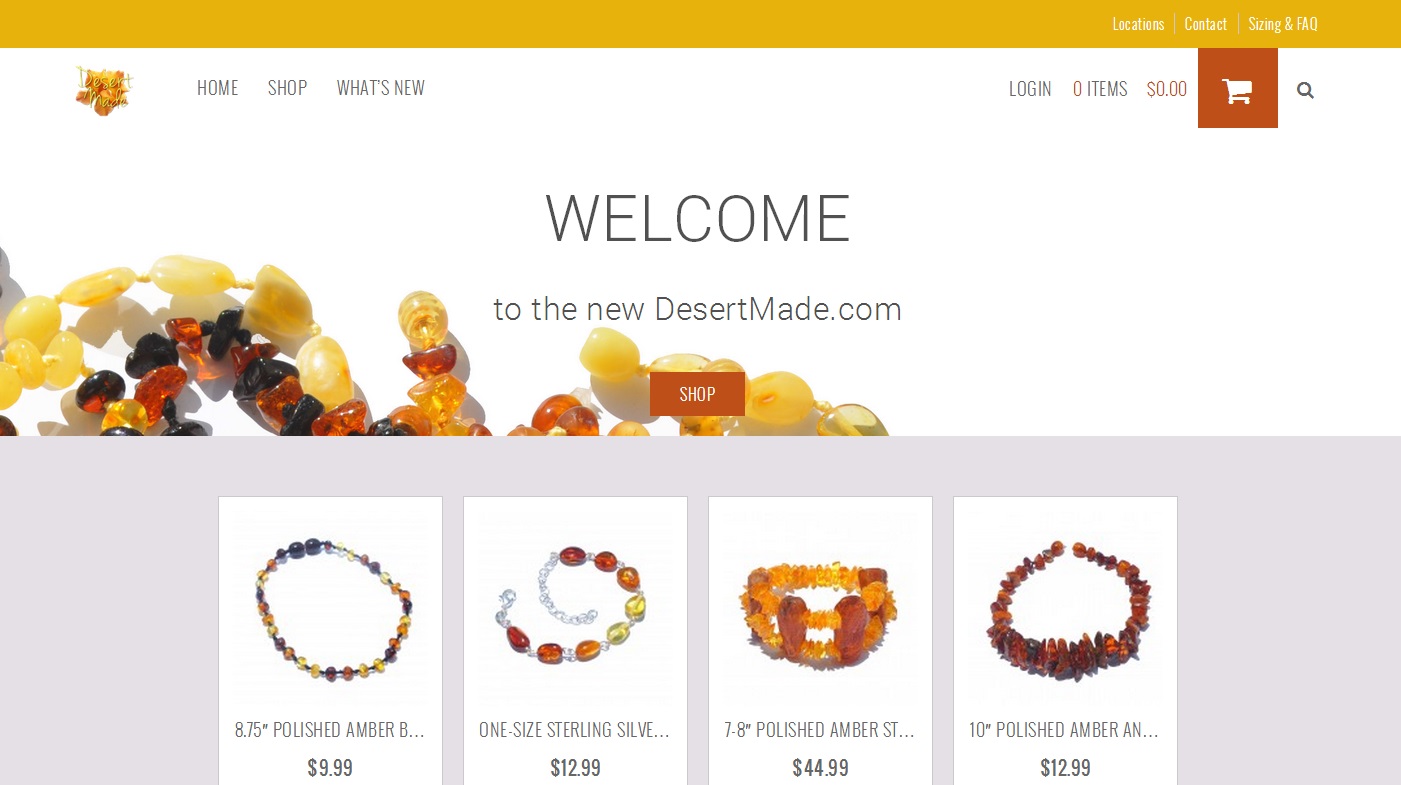 Locations
Contact
Sizing & FAQ
Desert
Made
HOME
SHOP
WHAT'S NEW
LOGIN
0 ITEMS
$0.00
WELCOME
to the new DesertMade.com
SHOP
8.75″ POLISHED AMBER B...
$9.99
ONE-SIZE STERLING SILVE...
$12.99
7-8″ POLISHED AMBER ST...
$44.99
10″ POLISHED AMBER AN...
$12.99